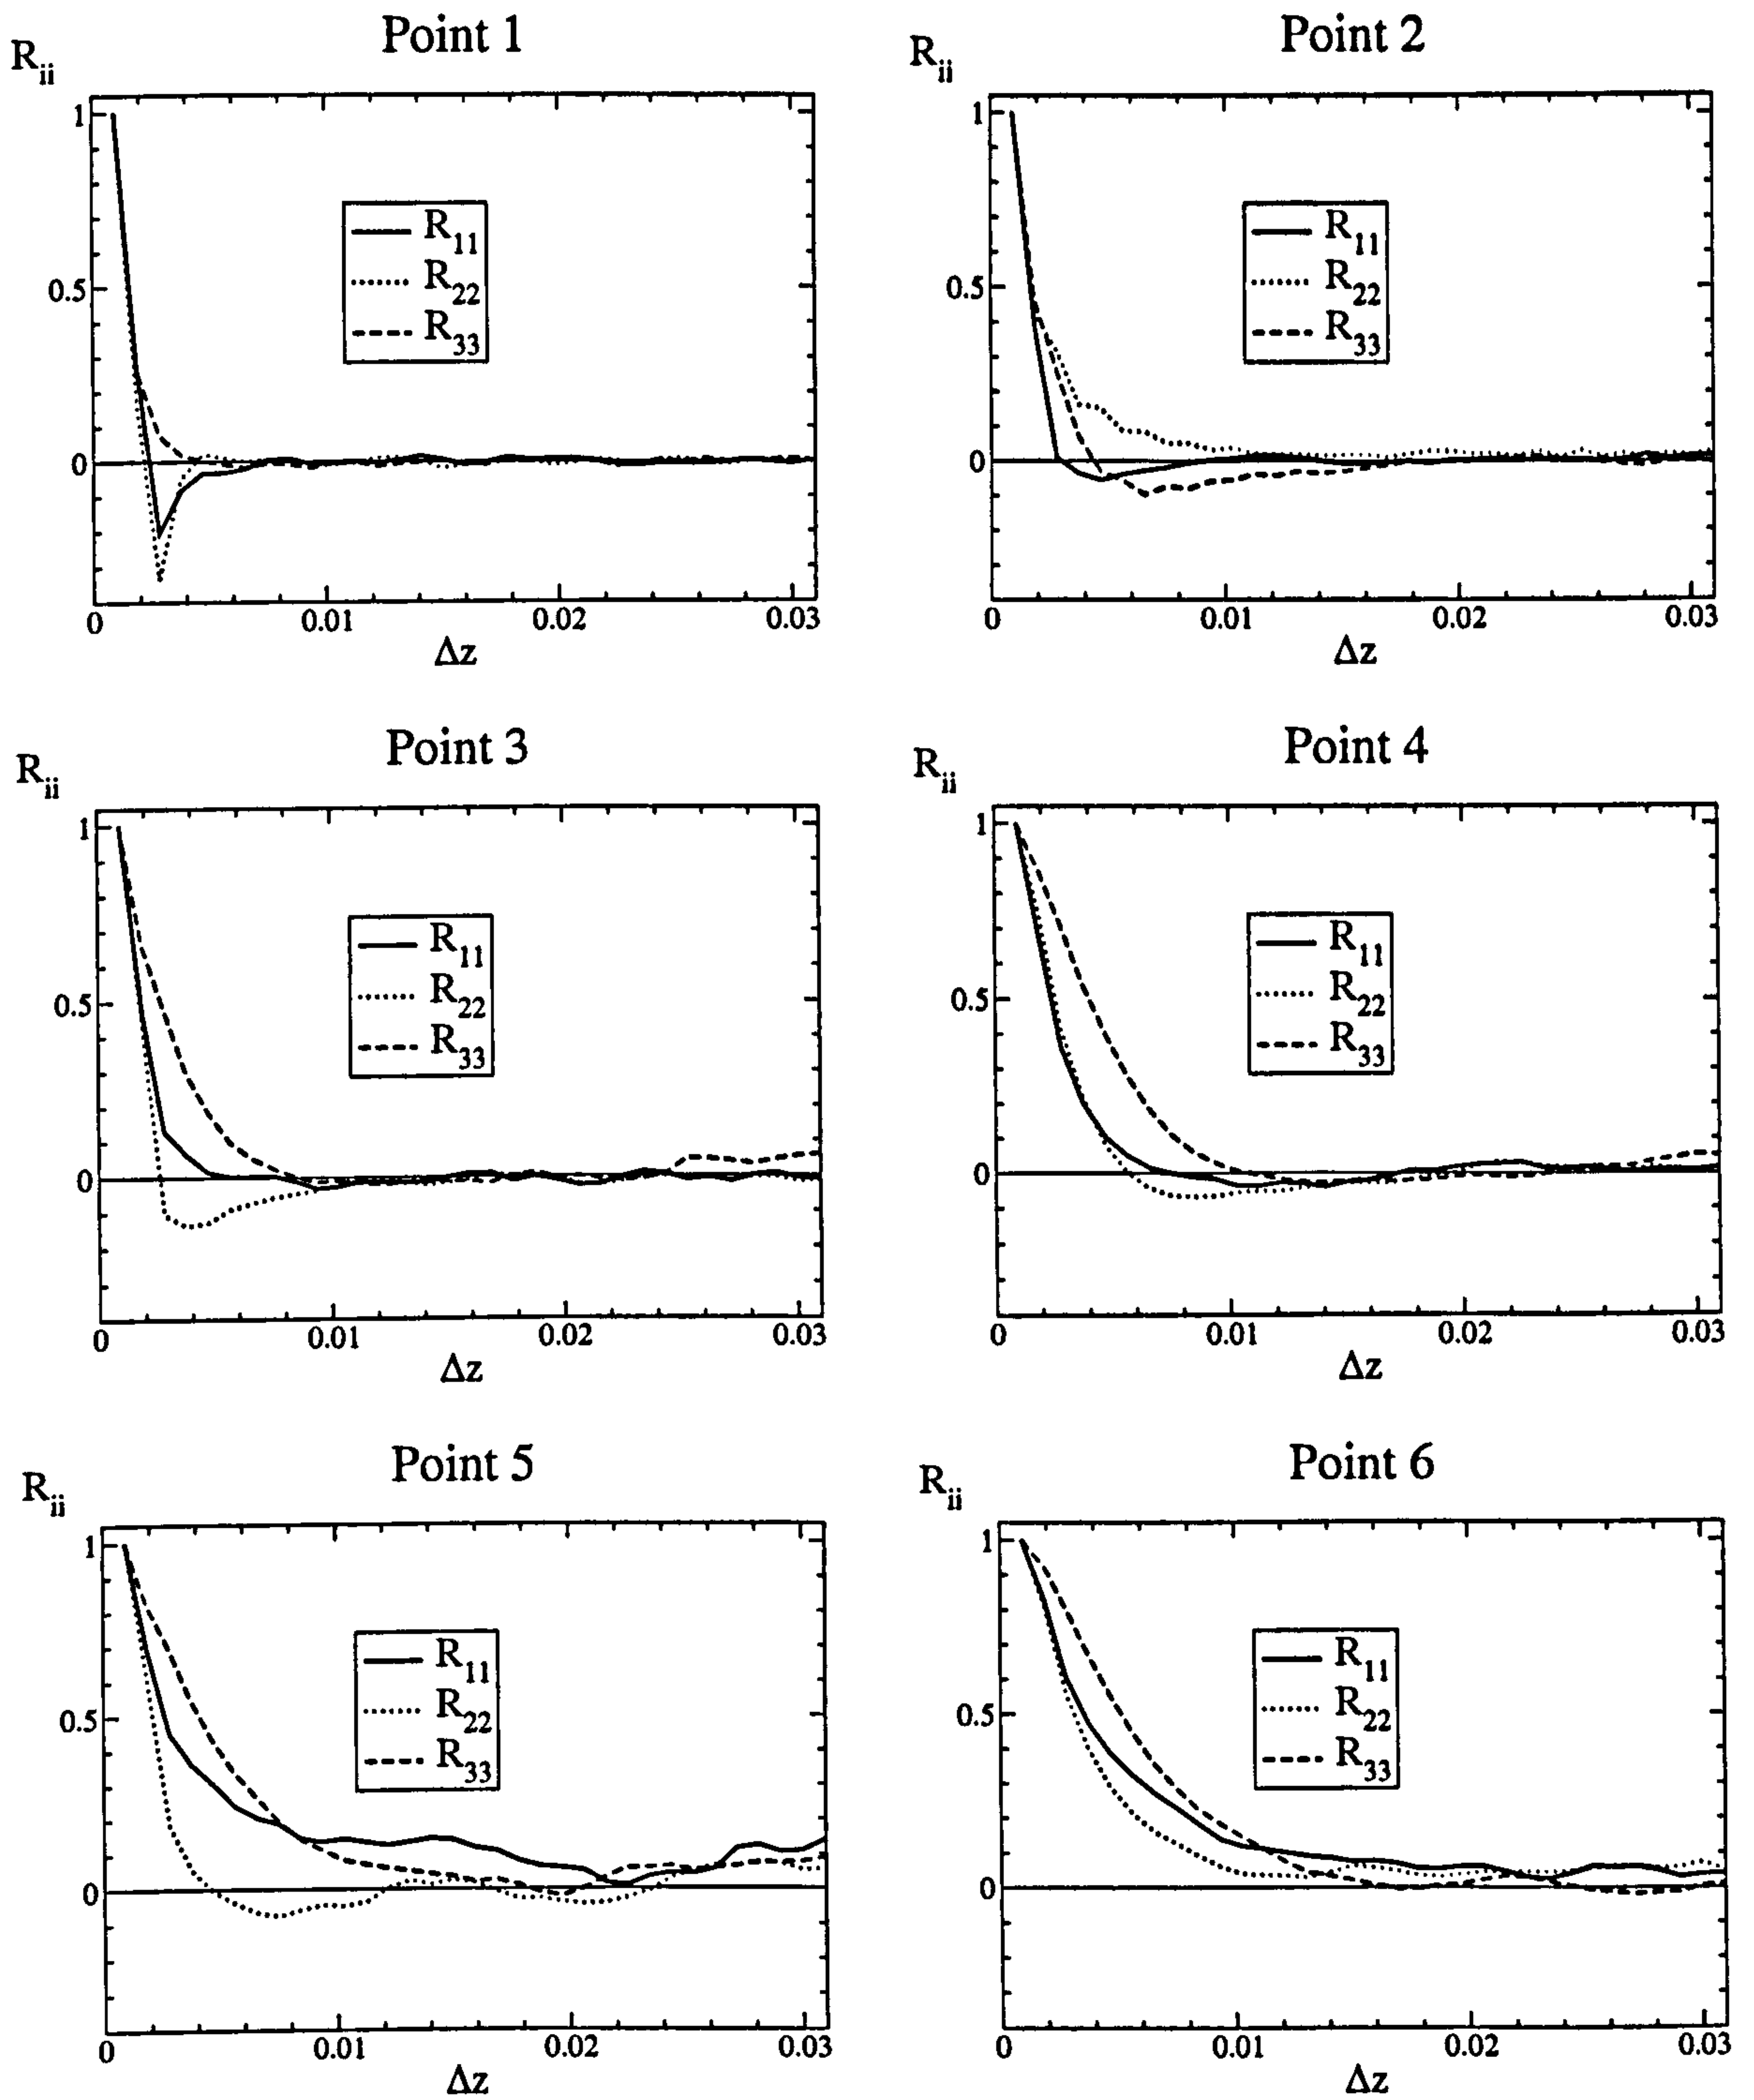 Point 1
R_ii
1
0.5
0
R_11
R_22
R_33
0 0.01 0.02 0.03
Δz
Point 2
R_ii
1
0.5
0
R_11
R_22
R_33
0 0.01 0.02 0.03
Δz
Point 3
R_ii
1
0.5
0
R_11
R_22
R_33
0 0.01 0.02 0.03
Δz
Point 4
R_ii
1
0.5
0
R_11
R_22
R_33
0 0.01 0.02 0.03
Δz
Point 5
R_ii
1
0.5
0
R_11
R_22
R_33
0 0.01 0.02 0.03
Δz
Point 6
R_ii
1
0.5
0
R_11
R_22
R_33
0 0.01 0.02 0.03
Δz